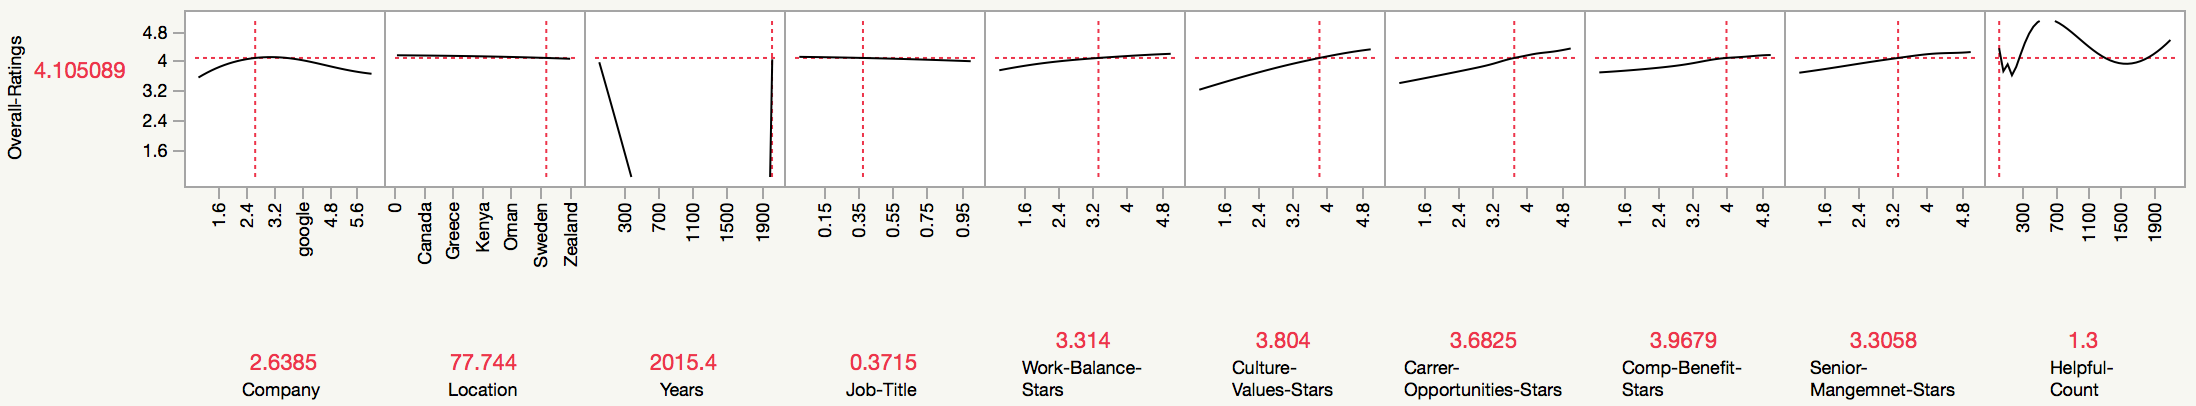 Overall-Ratings
4.105089
4.8
4
3.2
2.4
1.6
1.6 2.4 3.2 google 4.8 5.6
0 Canada Greece Kenya Oman Sweden Zealand
300 700 1100 1500 1900
0.15 0.35 0.55 0.75 0.95
1.6 2.4 3.2 4 4.8
1.6 2.4 3.2 4 4.8
1.6 2.4 3.2 4 4.8
1.6 2.4 3.2 4 4.8
1.6 2.4 3.2 4 4.8
300 700 1100 1500 1900
2.6385
Company
77.744
Location
2015.4
Years
0.3715
Job-Title
3.314
Work-Balance-
Stars
3.804
Culture-
Values-Stars
3.6825
Carrer-
Opportunities-Stars
3.9679
Comp-Benefit-
Stars
3.3058
Senior-
Mangemnet-Stars
1.3
Helpful-
Count